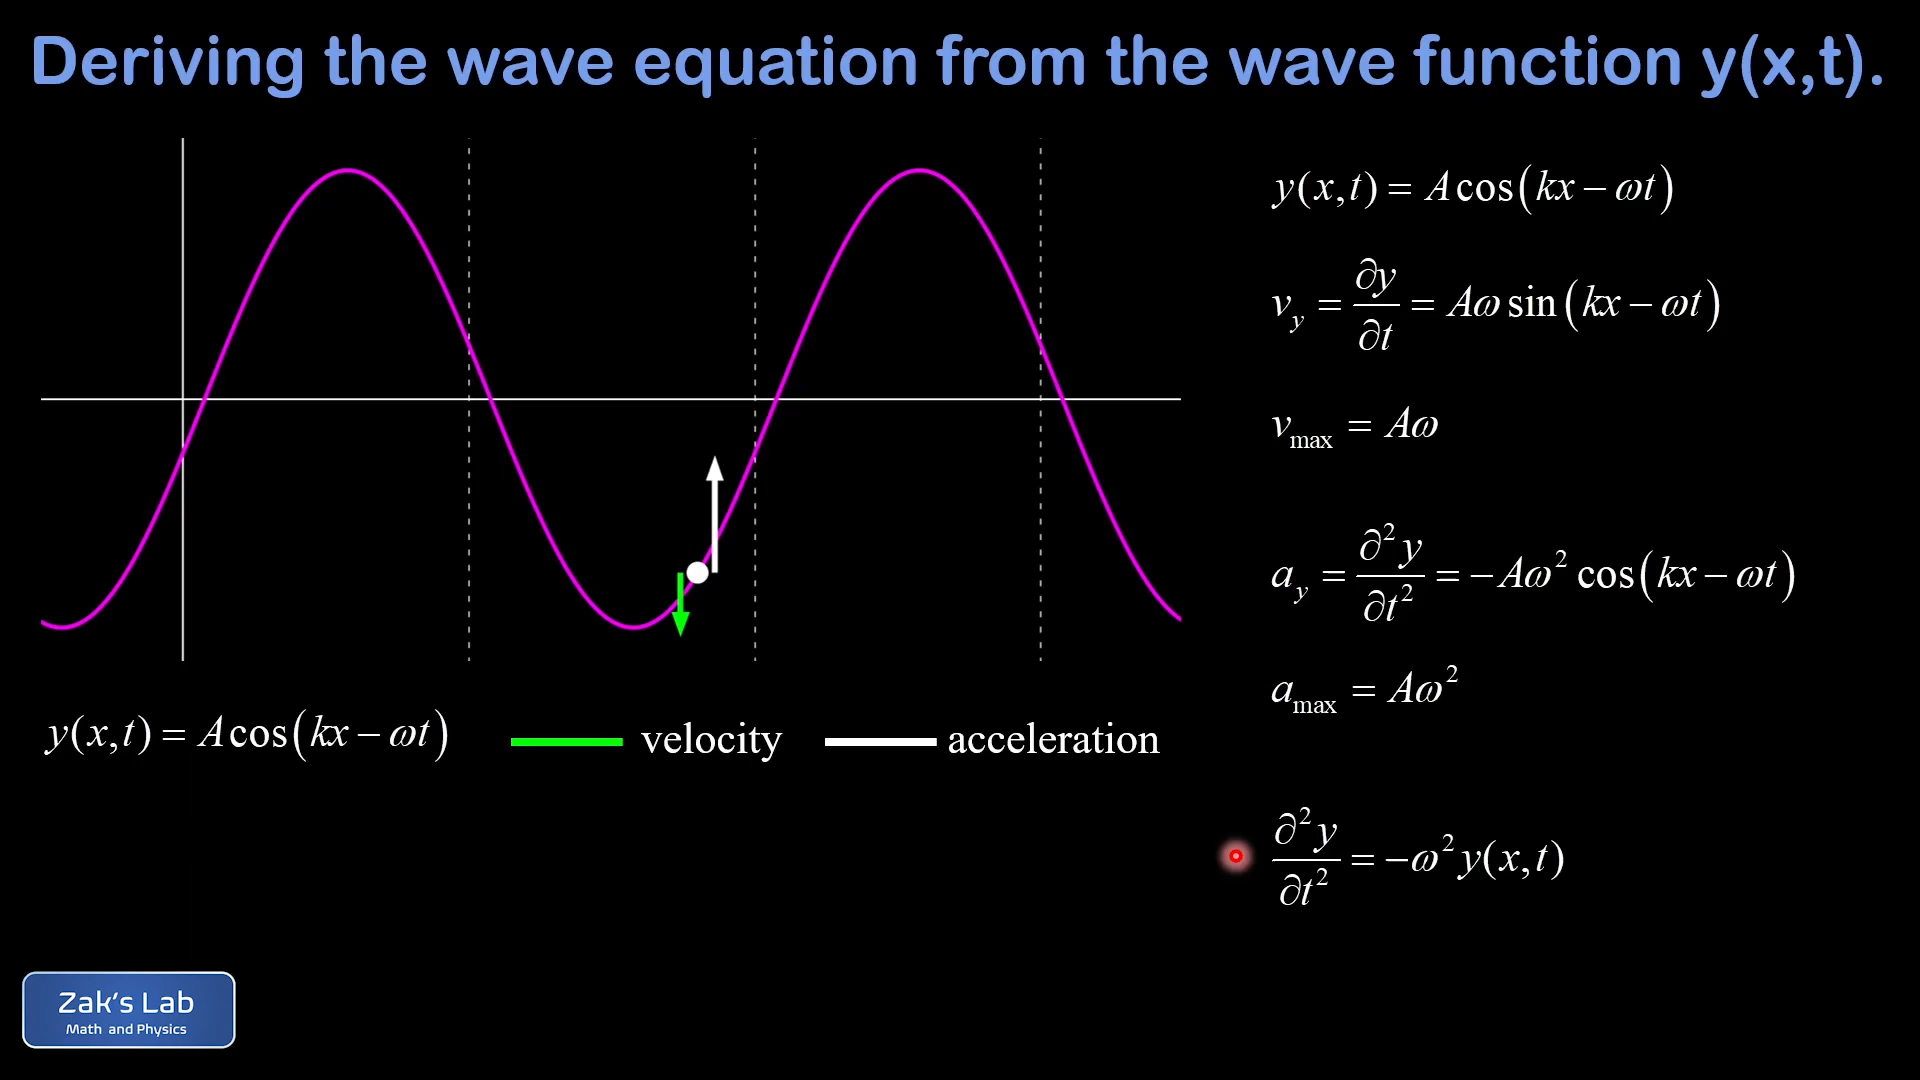 Deriving the wave equation from the wave function y(x,t).
y(x,t) = A cos(kx − ωt)
v_y = ∂y/∂t = Aω sin(kx − ωt)
v_max = Aω
a_y = ∂²y/∂t² = −Aω² cos(kx − ωt)
a_max = Aω²
y(x,t) = A cos(kx − ωt)
velocity
acceleration
∂²y/∂t² = −ω² y(x,t)
Zak's Lab
Math and Physics